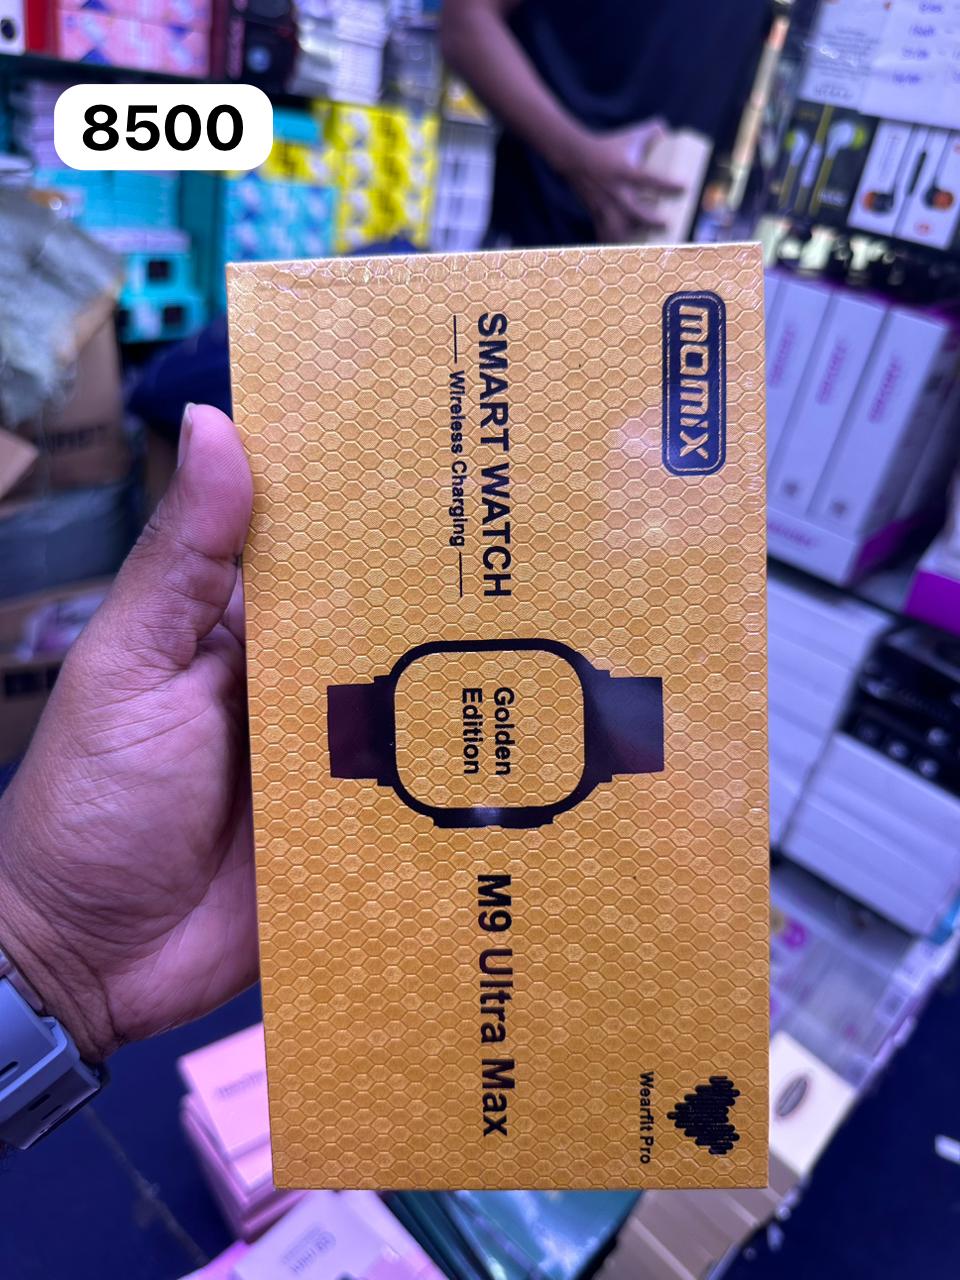 8500
momix
SMART WATCH
Wireless Charging
Golden
Edition
M9 Ultra Max
Wearfit Pro